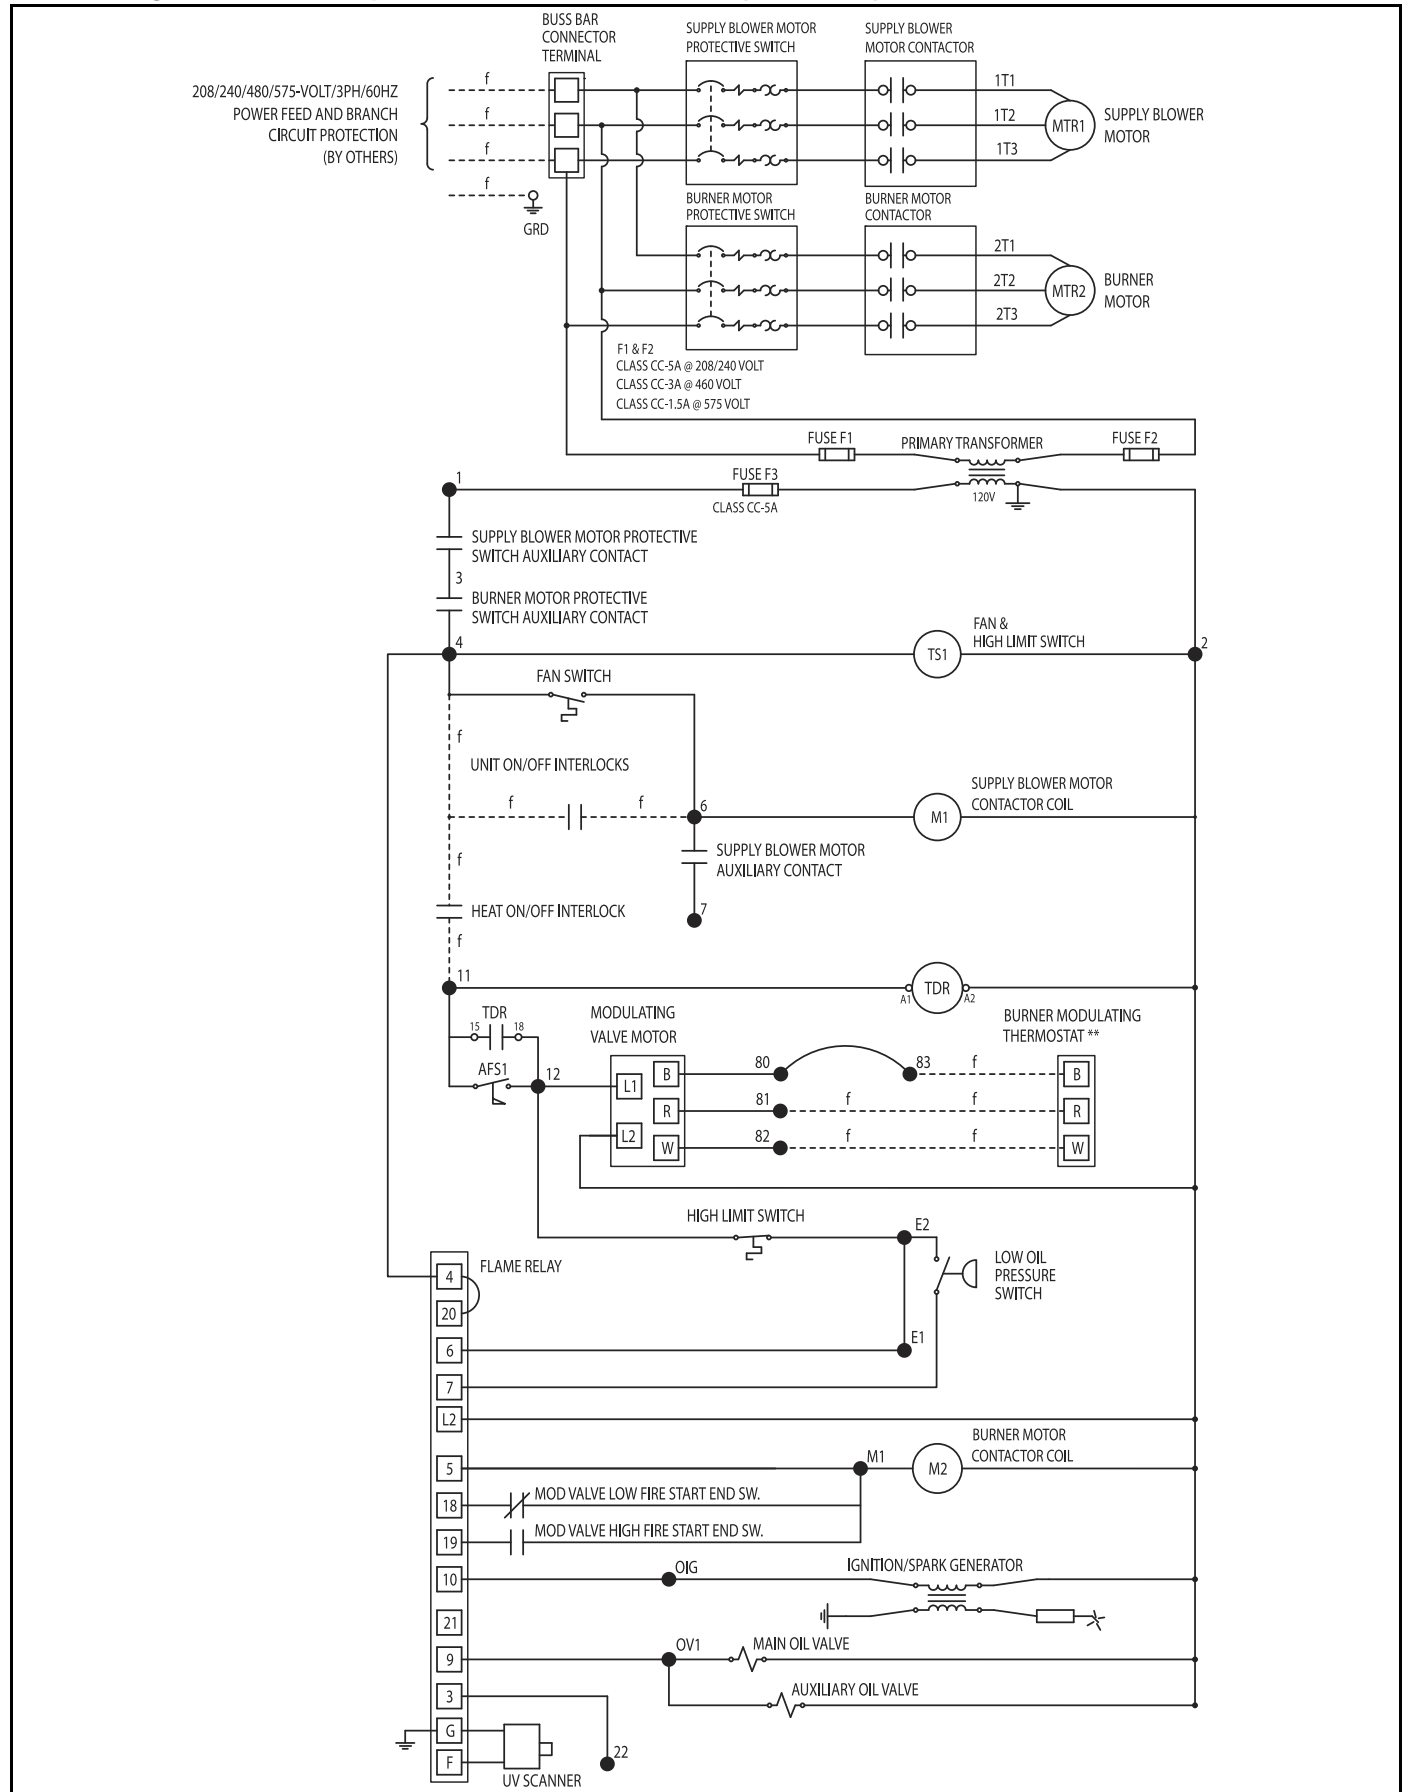 BUSS BAR
CONNECTOR
TERMINAL
SUPPLY BLOWER MOTOR
PROTECTIVE SWITCH
SUPPLY BLOWER
MOTOR CONTACTOR
208/240/480/575-VOLT/3PH/60HZ
POWER FEED AND BRANCH
CIRCUIT PROTECTION
(BY OTHERS)
f
f
f
f
GRD
1T1
1T2
1T3
MTR1
SUPPLY BLOWER
MOTOR
BURNER MOTOR
PROTECTIVE SWITCH
BURNER MOTOR
CONTACTOR
2T1
2T2
2T3
MTR2
BURNER
MOTOR
F1 & F2
CLASS CC-5A @ 208/240 VOLT
CLASS CC-3A @ 460 VOLT
CLASS CC-1.5A @ 575 VOLT
FUSE F1
PRIMARY TRANSFORMER
FUSE F2
1
FUSE F3
CLASS CC-5A
120V
SUPPLY BLOWER MOTOR PROTECTIVE
SWITCH AUXILIARY CONTACT
3
BURNER MOTOR PROTECTIVE
SWITCH AUXILIARY CONTACT
4
TS1
FAN &
HIGH LIMIT SWITCH
2
FAN SWITCH
f
UNIT ON/OFF INTERLOCKS
f
f
6
M1
SUPPLY BLOWER MOTOR
CONTACTOR COIL
f
SUPPLY BLOWER MOTOR
AUXILIARY CONTACT
7
HEAT ON/OFF INTERLOCK
f
11
A1
TDR
A2
TDR
15
18
AFS1
12
MODULATING
VALVE MOTOR
L1
L2
B
R
W
80
83
f
81
f
f
82
f
f
BURNER MODULATING
THERMOSTAT **
B
R
W
HIGH LIMIT SWITCH
E2
LOW OIL
PRESSURE
SWITCH
E1
FLAME RELAY
4
20
6
7
L2
5
M1
M2
BURNER MOTOR
CONTACTOR COIL
18
MOD VALVE LOW FIRE START END SW.
19
MOD VALVE HIGH FIRE START END SW.
10
OIG
IGNITION/SPARK GENERATOR
21
9
OV1
MAIN OIL VALVE
AUXILIARY OIL VALVE
3
G
F
UV SCANNER
22